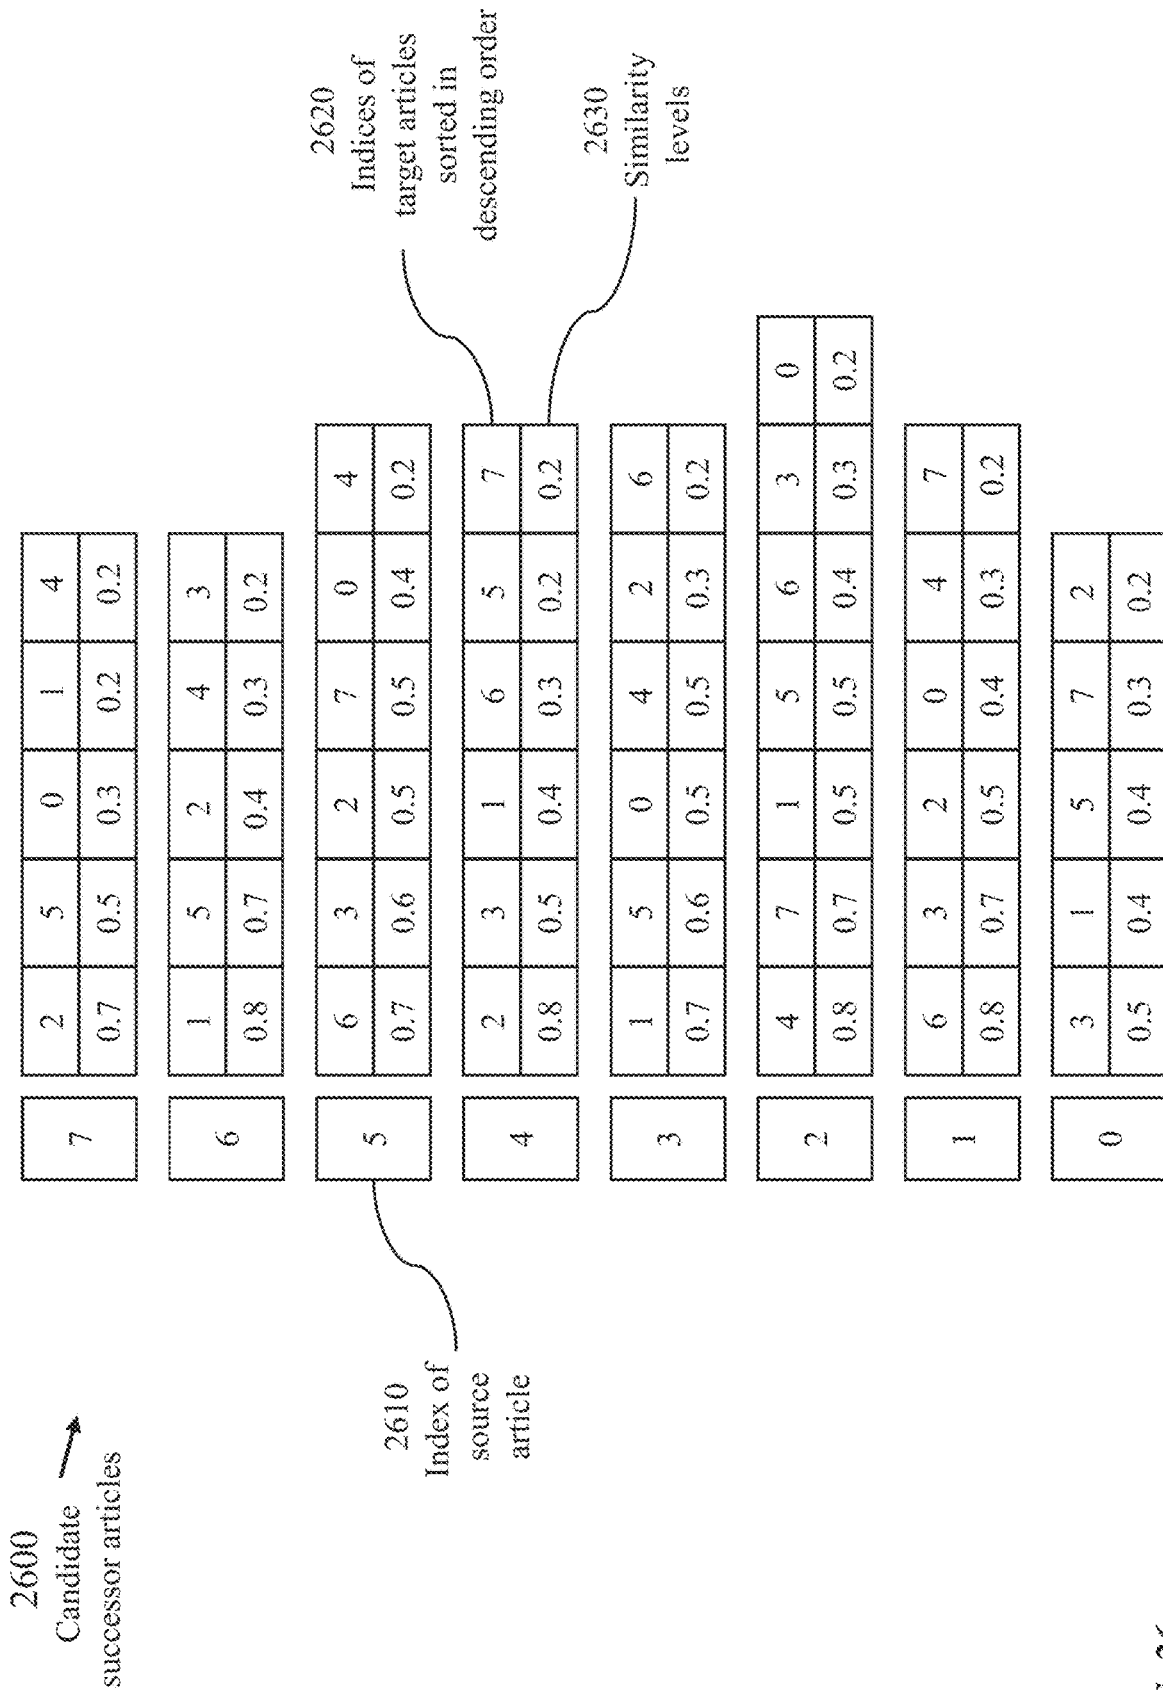 2600
Candidate
successor articles
7
2 5 0 1 4
0.7 0.5 0.3 0.2 0.2
6
1 5 2 4 3
0.8 0.7 0.4 0.3 0.2
5
6 3 2 7 0 4
0.7 0.6 0.5 0.5 0.4 0.2
4
2 3 1 6 5 7
0.8 0.5 0.4 0.3 0.2 0.2
3
1 5 0 4 2 6
0.7 0.6 0.5 0.5 0.3 0.2
2
4 7 1 5 6 3 0
0.8 0.7 0.5 0.5 0.4 0.3 0.2
1
6 3 2 0 4 7
0.8 0.7 0.5 0.4 0.3 0.2
0
3 1 5 7 2
0.5 0.4 0.4 0.3 0.2
2610
Index of
source
article
2620
Indices of
target articles
sorted in
descending order
2630
Similarity
levels